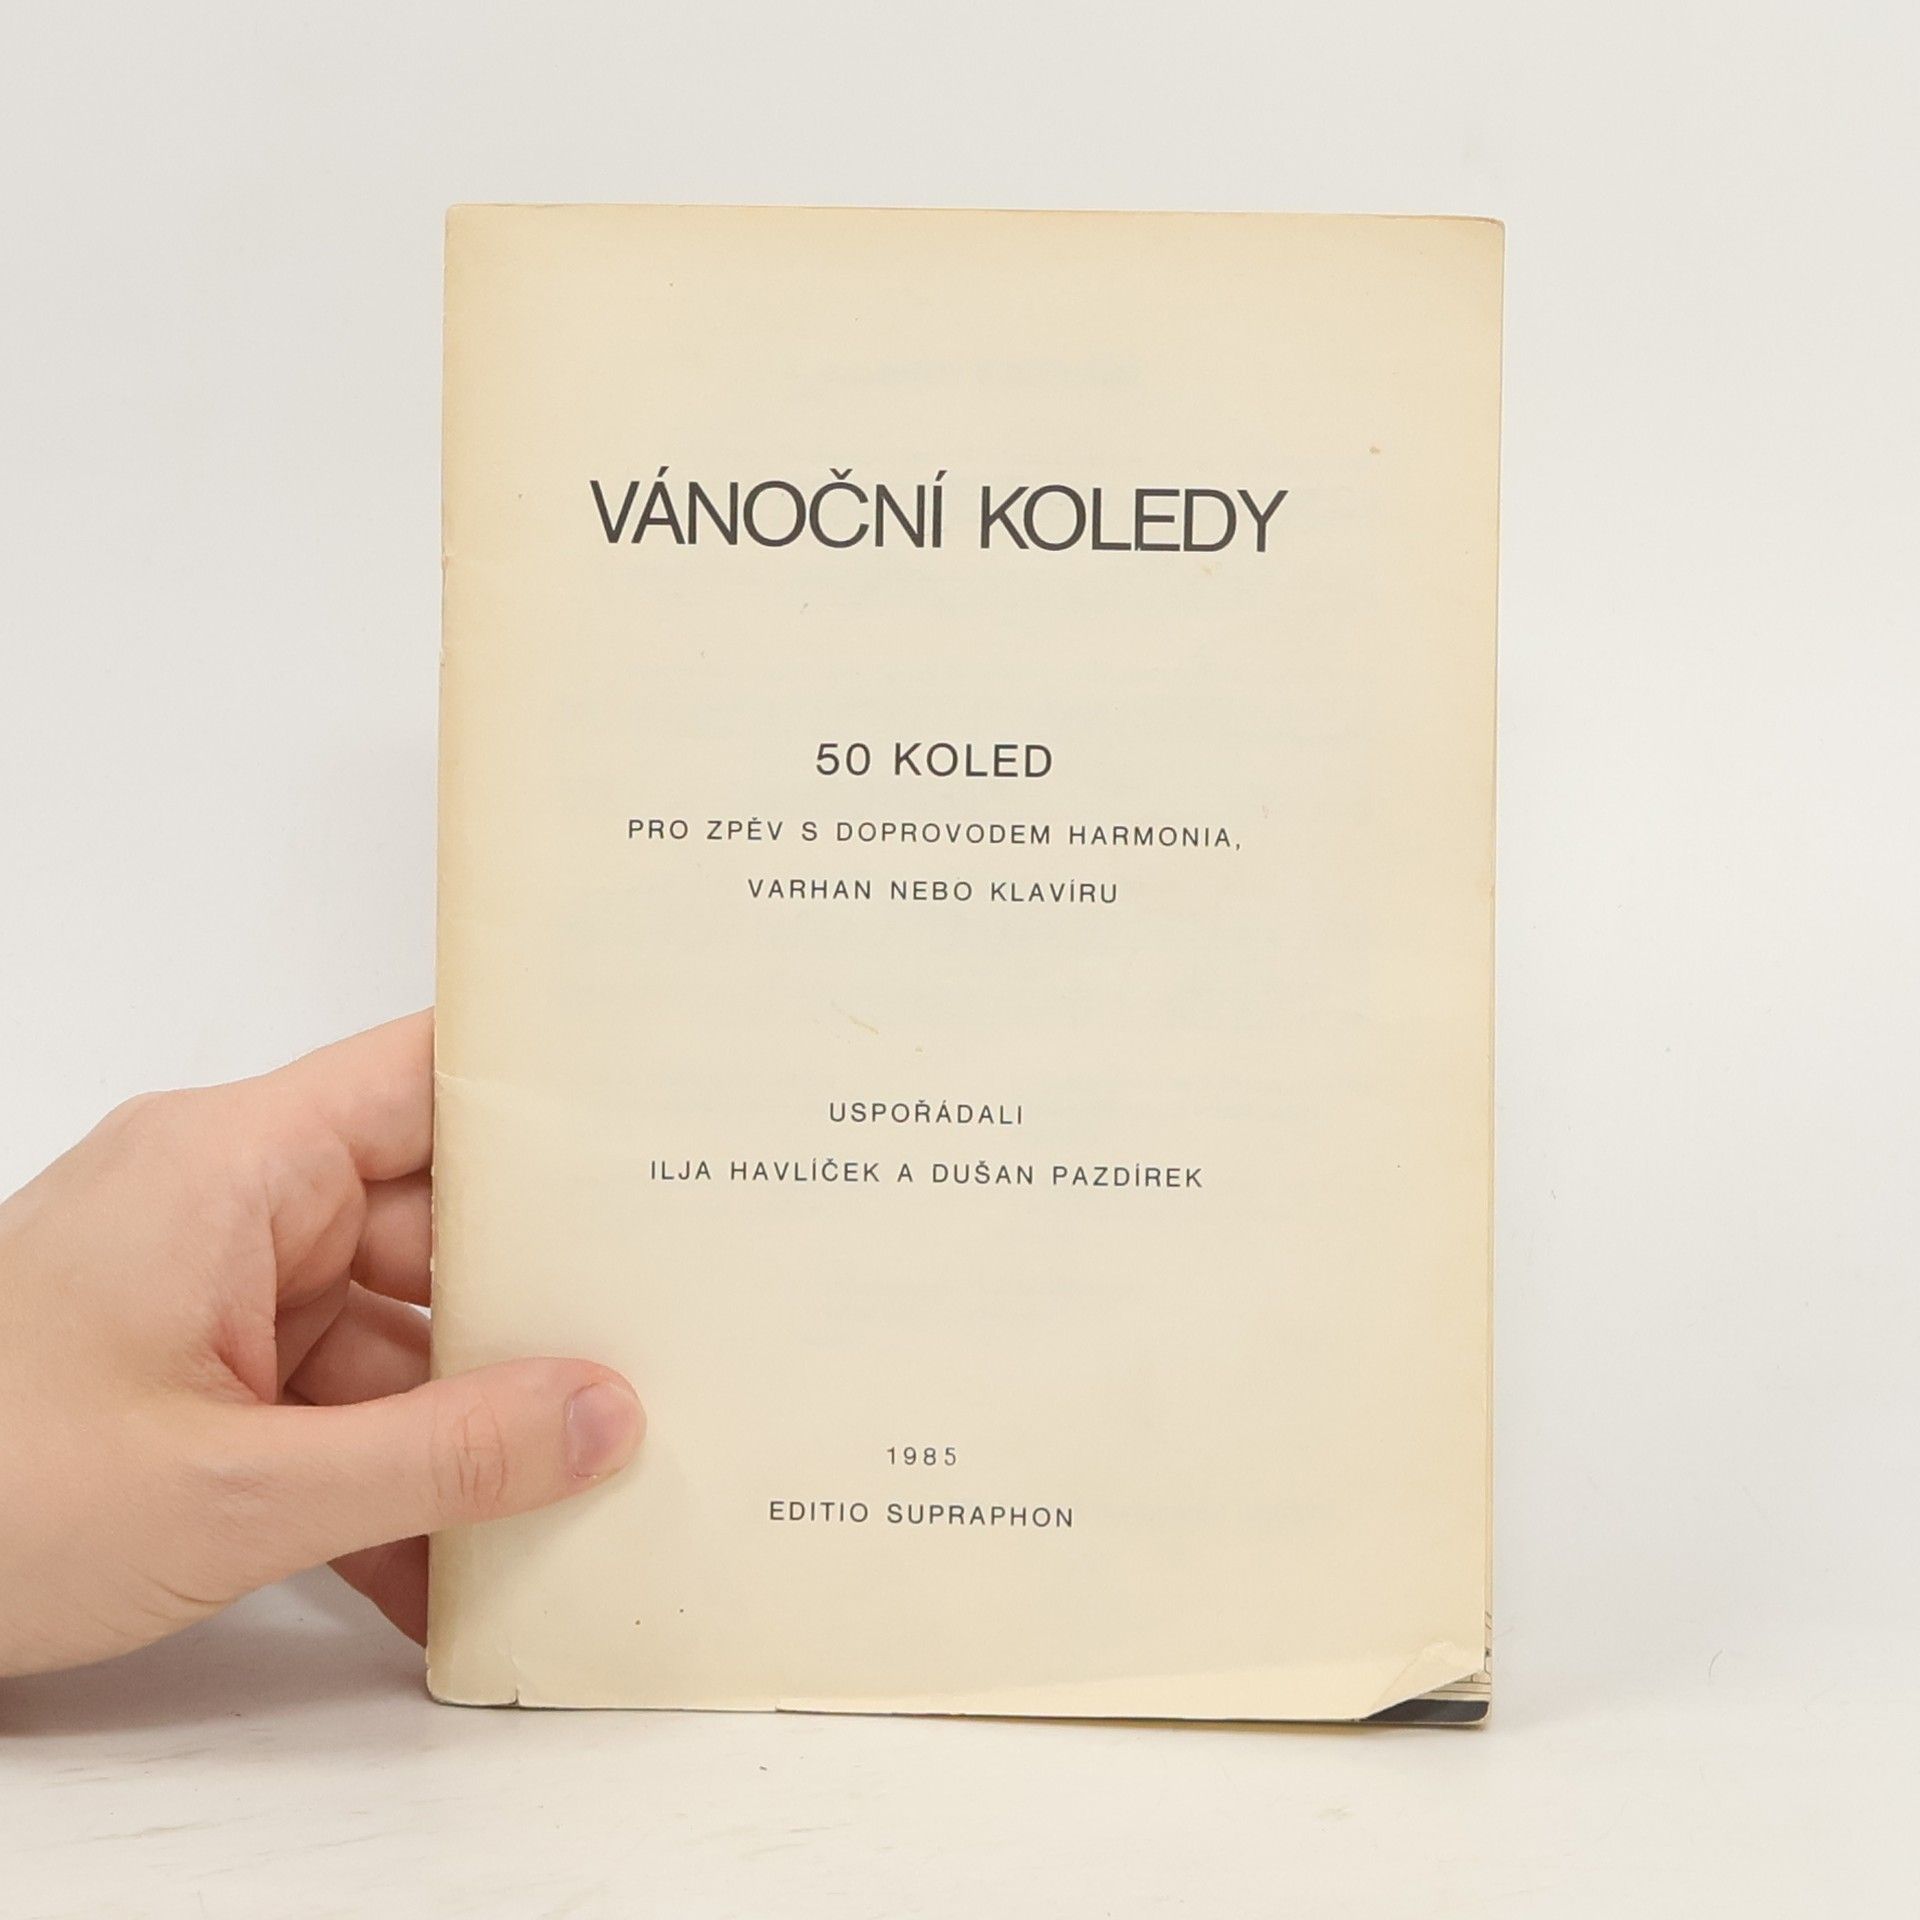 VÁNOČNÍ KOLEDY
50 KOLED
PRO ZPĚV S DOPROVODEM HARMONIA,
VARHAN NEBO KLAVÍRU
USPOŘÁDALI
ILJA HAVLÍČEK A DUŠAN PAZDÍREK
1985
EDITIO SUPRAPHON